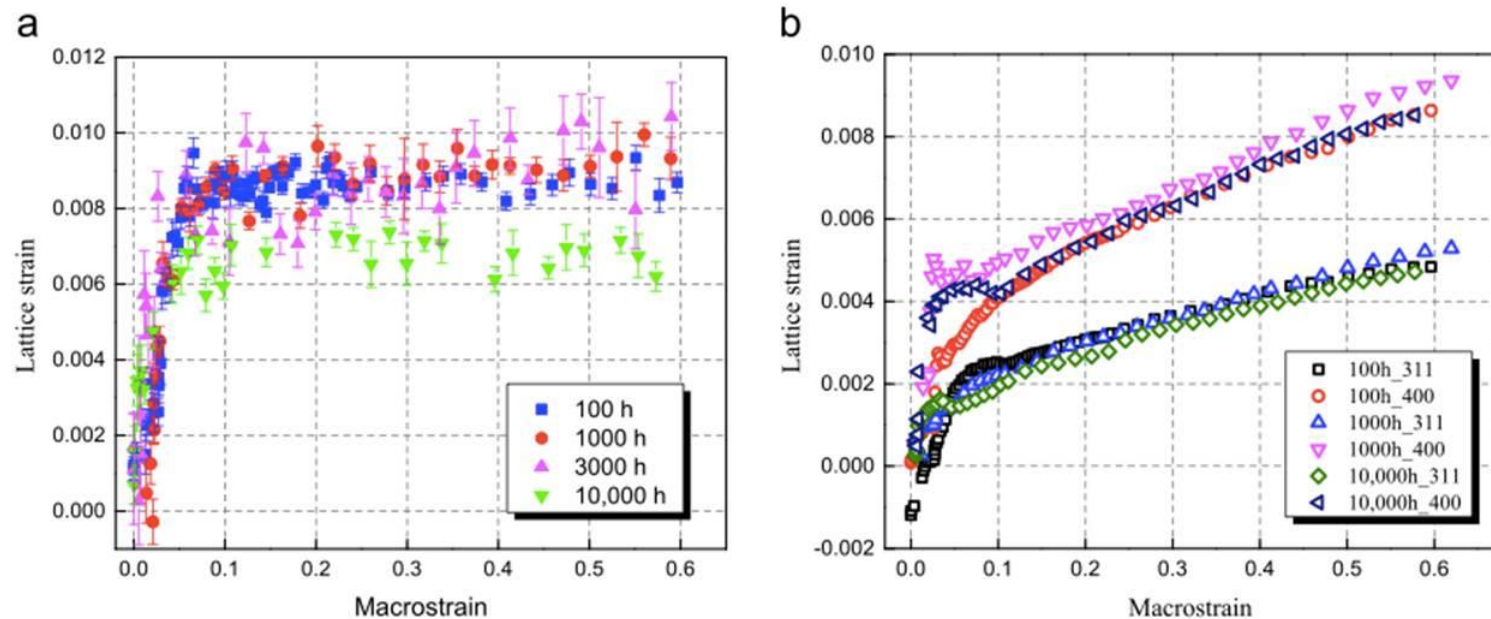 a
0.012
0.010
0.008
0.006
0.004
0.002
0.000
Lattice strain
0.0 0.1 0.2 0.3 0.4 0.5 0.6
Macrostrain
100 h
1000 h
3000 h
10,000 h
b
0.010
0.008
0.006
0.004
0.002
0.000
-0.002
Lattice strain
0.0 0.1 0.2 0.3 0.4 0.5 0.6
Macrostrain
100h_311
100h_400
1000h_311
1000h_400
10,000h_311
10,000h_400